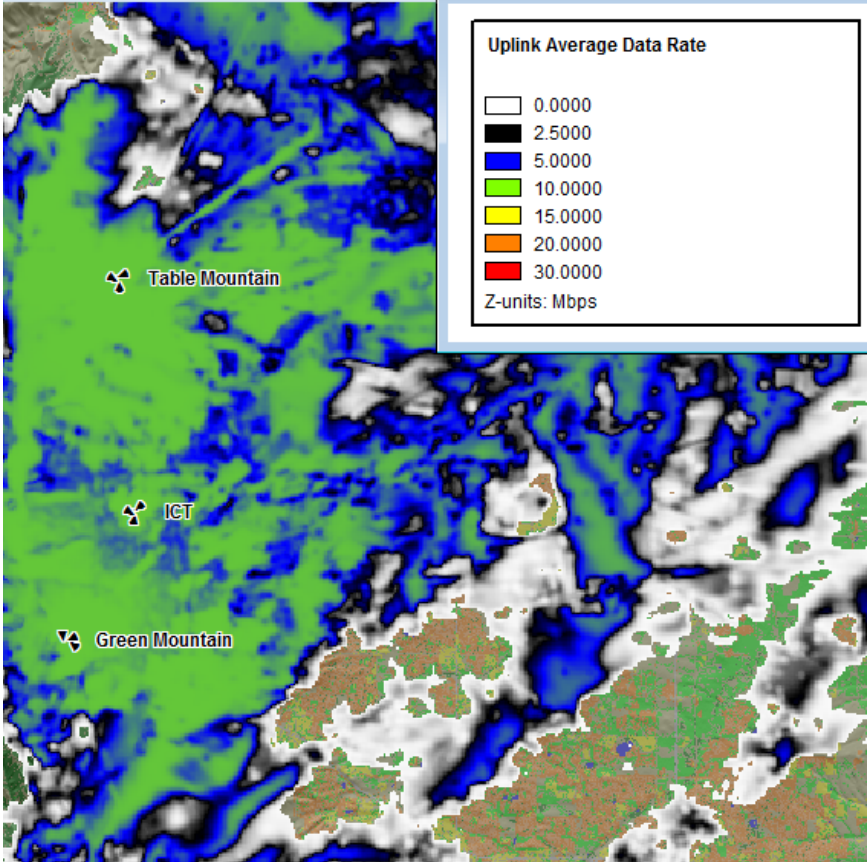 Uplink Average Data Rate
0.0000
2.5000
5.0000
10.0000
15.0000
20.0000
30.0000
Z-units: Mbps
Table Mountain
ICT
Green Mountain